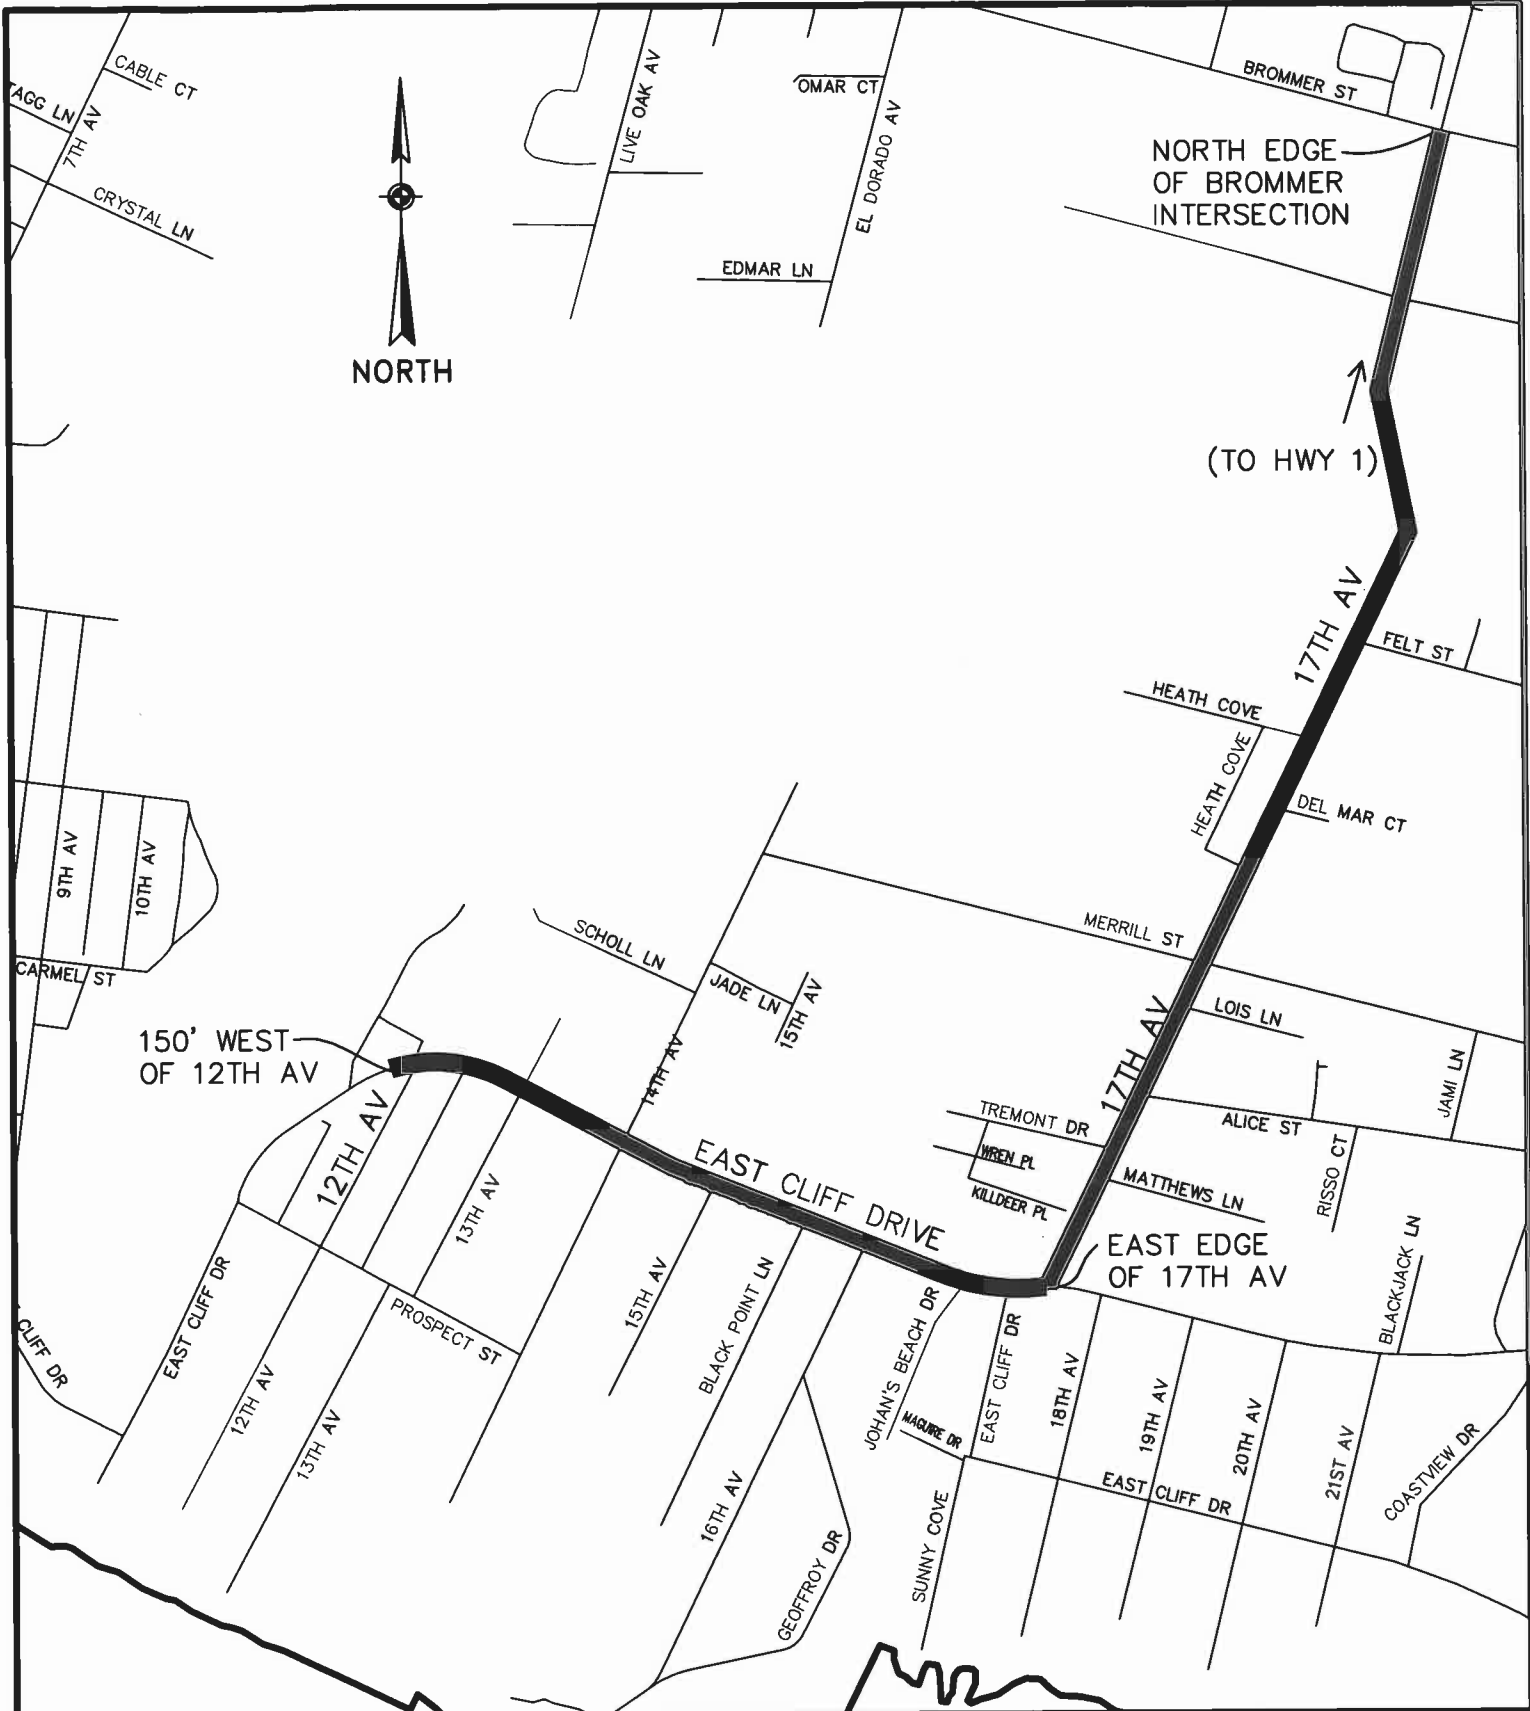 CABLE CT
TAGG LN
7TH AV
CRYSTAL LN
LIVE OAK AV
OMAR CT
EL DORADO AV
EDMAR LN
BROMMER ST
NORTH EDGE
OF BROMMER
INTERSECTION
NORTH
(TO HWY 1)
17TH AV
FELT ST
HEATH COVE
HEATH COVE
DEL MAR CT
9TH AV
10TH AV
CARMEL ST
MERRILL ST
SCHOLL LN
JADE LN
15TH AV
14TH AV
17TH AV
LOIS LN
JAMI LN
150' WEST
OF 12TH AV
12TH AV
TREMONT DR
WREN PL
KILLDEER PL
ALICE ST
RISSO CT
MATTHEWS LN
EAST CLIFF DRIVE
13TH AV
EAST EDGE
OF 17TH AV
BLACKJACK LN
EAST CLIFF DR
PROSPECT ST
15TH AV
BLACK POINT LN
JOHAN'S BEACH DR
EAST CLIFF DR
MAGUIRE DR
18TH AV
19TH AV
20TH AV
21ST AV
COASTVIEW DR
CLIFF DR
12TH AV
13TH AV
16TH AV
EAST CLIFF DR
SUNNY COVE
GEOFFROY DR